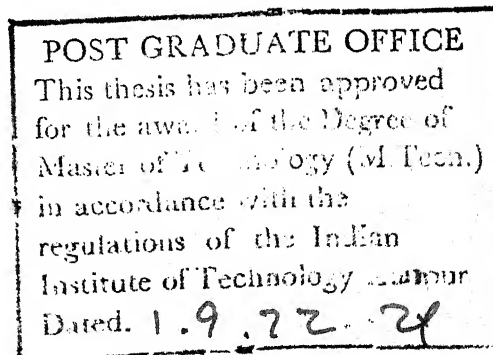 POST GRADUATE OFFICE
This thesis has been approved
for the award of the Degree of
Master of Technology (M.Tech.)
in accordance with the
regulations of the Indian
Institute of Technology Kanpur
Dated. 1.9.72